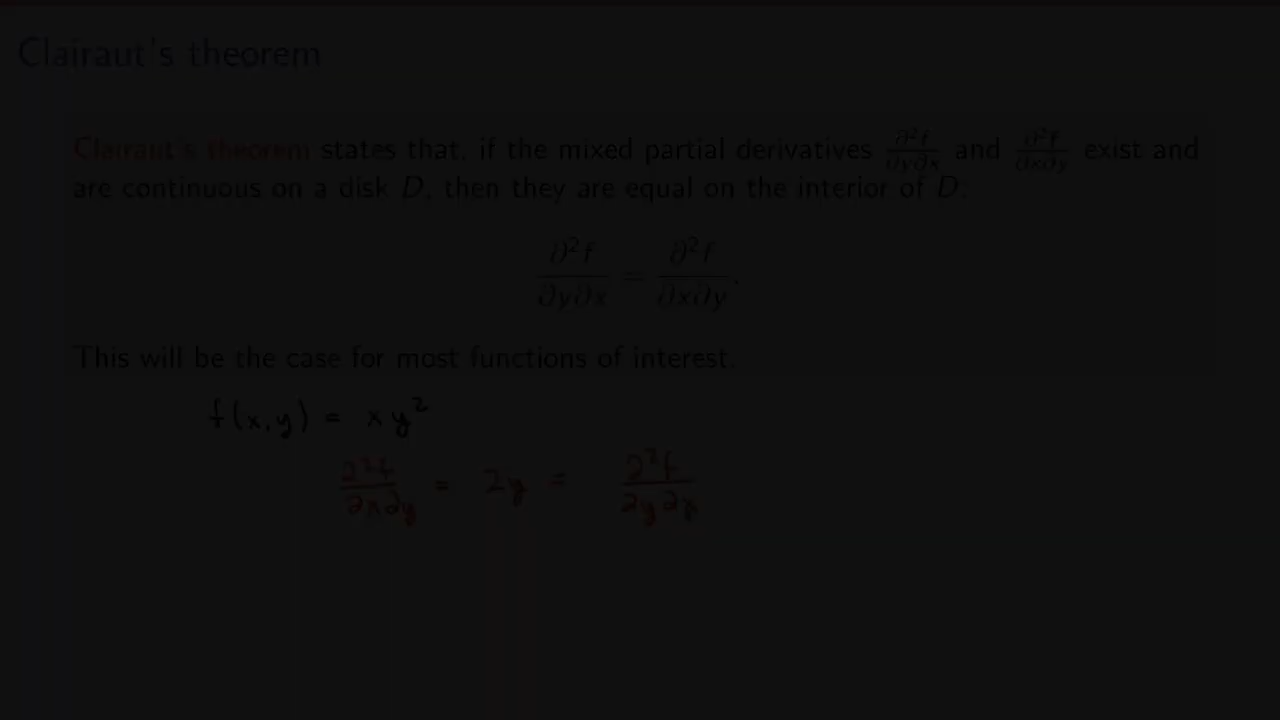 Clairaut's theorem
Clairaut's theorem states that, if the mixed partial derivatives ∂²f/∂y∂x and ∂²f/∂x∂y exist and
are continuous on a disk D, then they are equal on the interior of D:
∂²f/∂y∂x = ∂²f/∂x∂y.
This will be the case for most functions of interest.
f(x,y) = xy²
∂²f/∂x∂y = 2y = ∂²f/∂y∂x